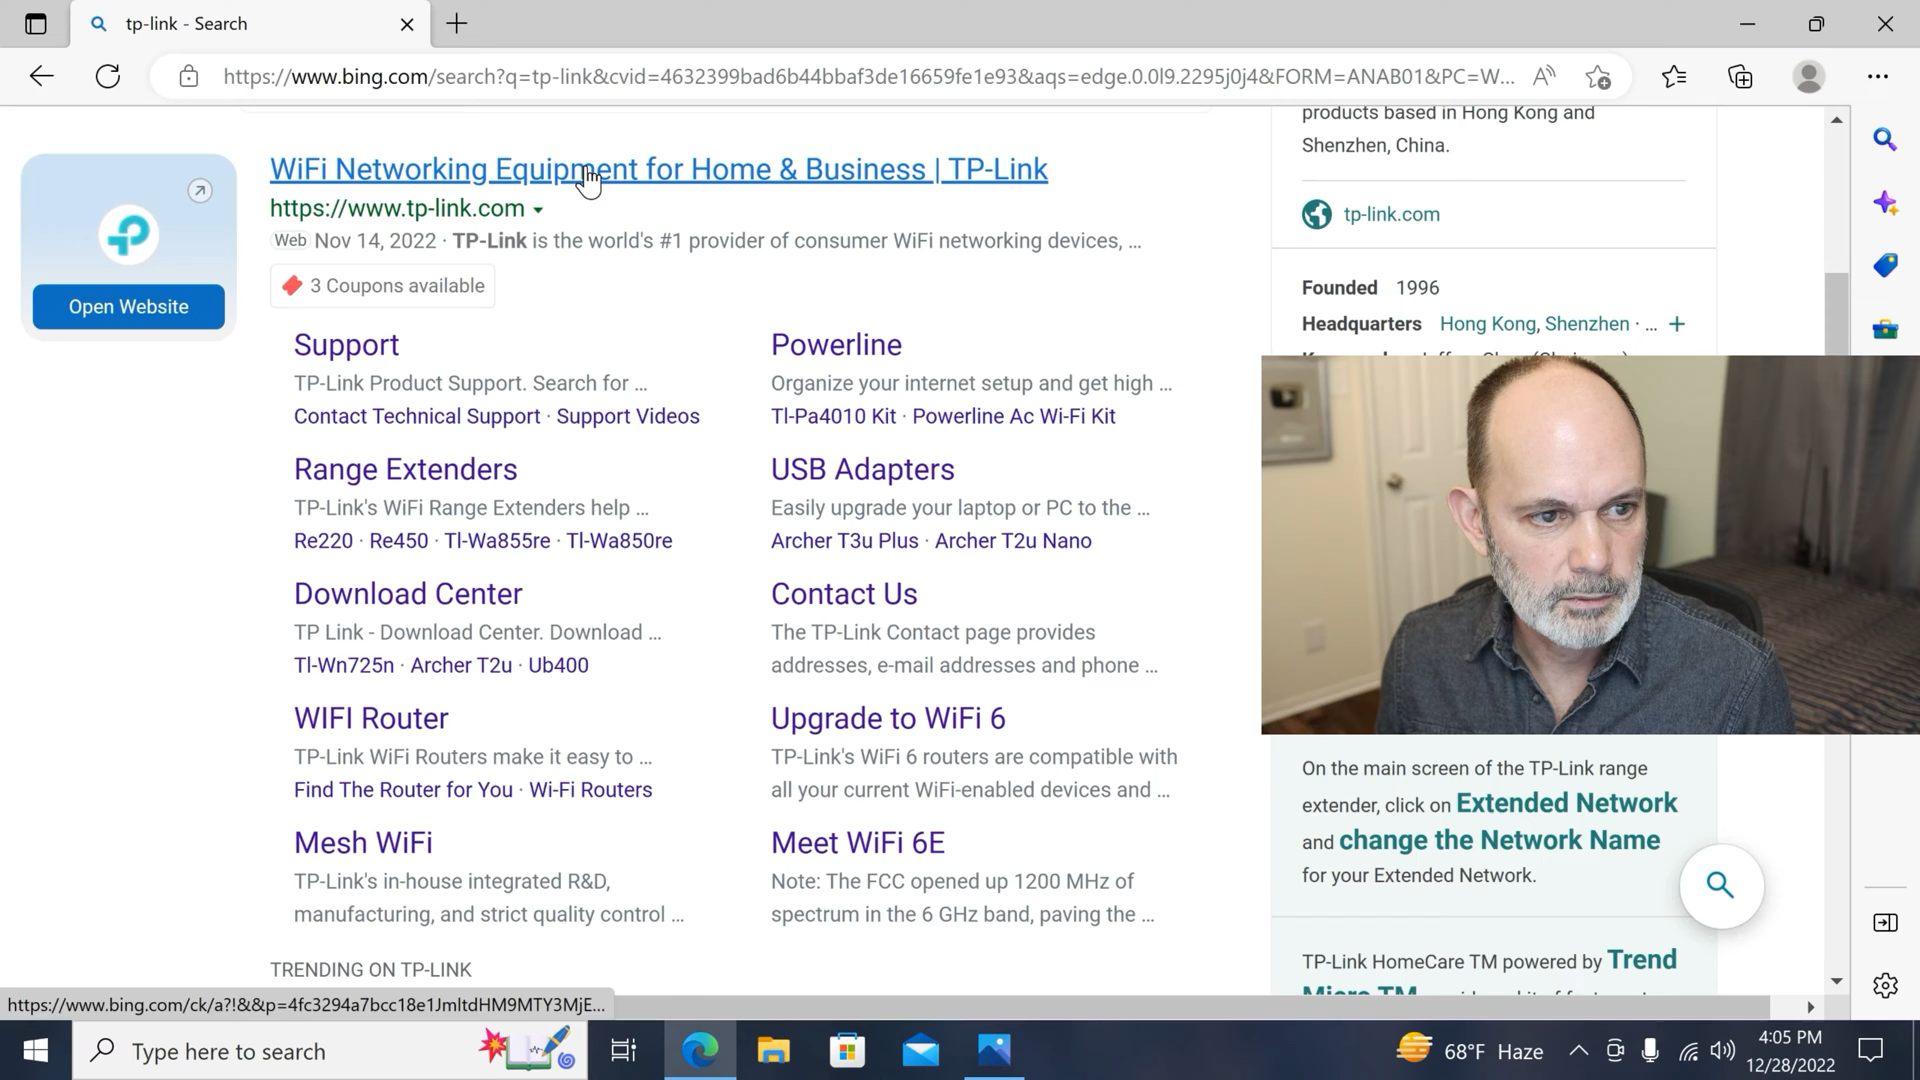 tp-link - Search
https://www.bing.com/search?q=tp-link&cvid=4632399bad6b44bbaf3de16659fe1e93&aqs=edge.0.0l9.2295j0j4&FORM=ANAB01&PC=W...
WiFi Networking Equipment for Home & Business | TP-Link
https://www.tp-link.com
Web Nov 14, 2022 · TP-Link is the world's #1 provider of consumer WiFi networking devices, ...
3 Coupons available
Open Website
Support
TP-Link Product Support. Search for ...
Contact Technical Support · Support Videos
Powerline
Organize your internet setup and get high ...
Tl-Pa4010 Kit · Powerline Ac Wi-Fi Kit
Range Extenders
TP-Link's WiFi Range Extenders help ...
Re220 · Re450 · Tl-Wa855re · Tl-Wa850re
USB Adapters
Easily upgrade your laptop or PC to the ...
Archer T3u Plus · Archer T2u Nano
Download Center
TP Link - Download Center. Download ...
Tl-Wn725n · Archer T2u · Ub400
Contact Us
The TP-Link Contact page provides
addresses, e-mail addresses and phone ...
WIFI Router
TP-Link WiFi Routers make it easy to ...
Find The Router for You · Wi-Fi Routers
Upgrade to WiFi 6
TP-Link's WiFi 6 routers are compatible with
all your current WiFi-enabled devices and ...
Mesh WiFi
TP-Link's in-house integrated R&D,
manufacturing, and strict quality control ...
Meet WiFi 6E
Note: The FCC opened up 1200 MHz of
spectrum in the 6 GHz band, paving the ...
TRENDING ON TP-LINK
products based in Hong Kong and
Shenzhen, China.
tp-link.com
Founded 1996
Headquarters Hong Kong, Shenzhen · ...
On the main screen of the TP-Link range
extender, click on Extended Network
and change the Network Name
for your Extended Network.
TP-Link HomeCare TM powered by Trend
Micro TM
https://www.bing.com/ck/a?!&&p=4fc3294a7bcc18e1JmltdHM9MTY3MjE...
Type here to search
68°F Haze
4:05 PM
12/28/2022